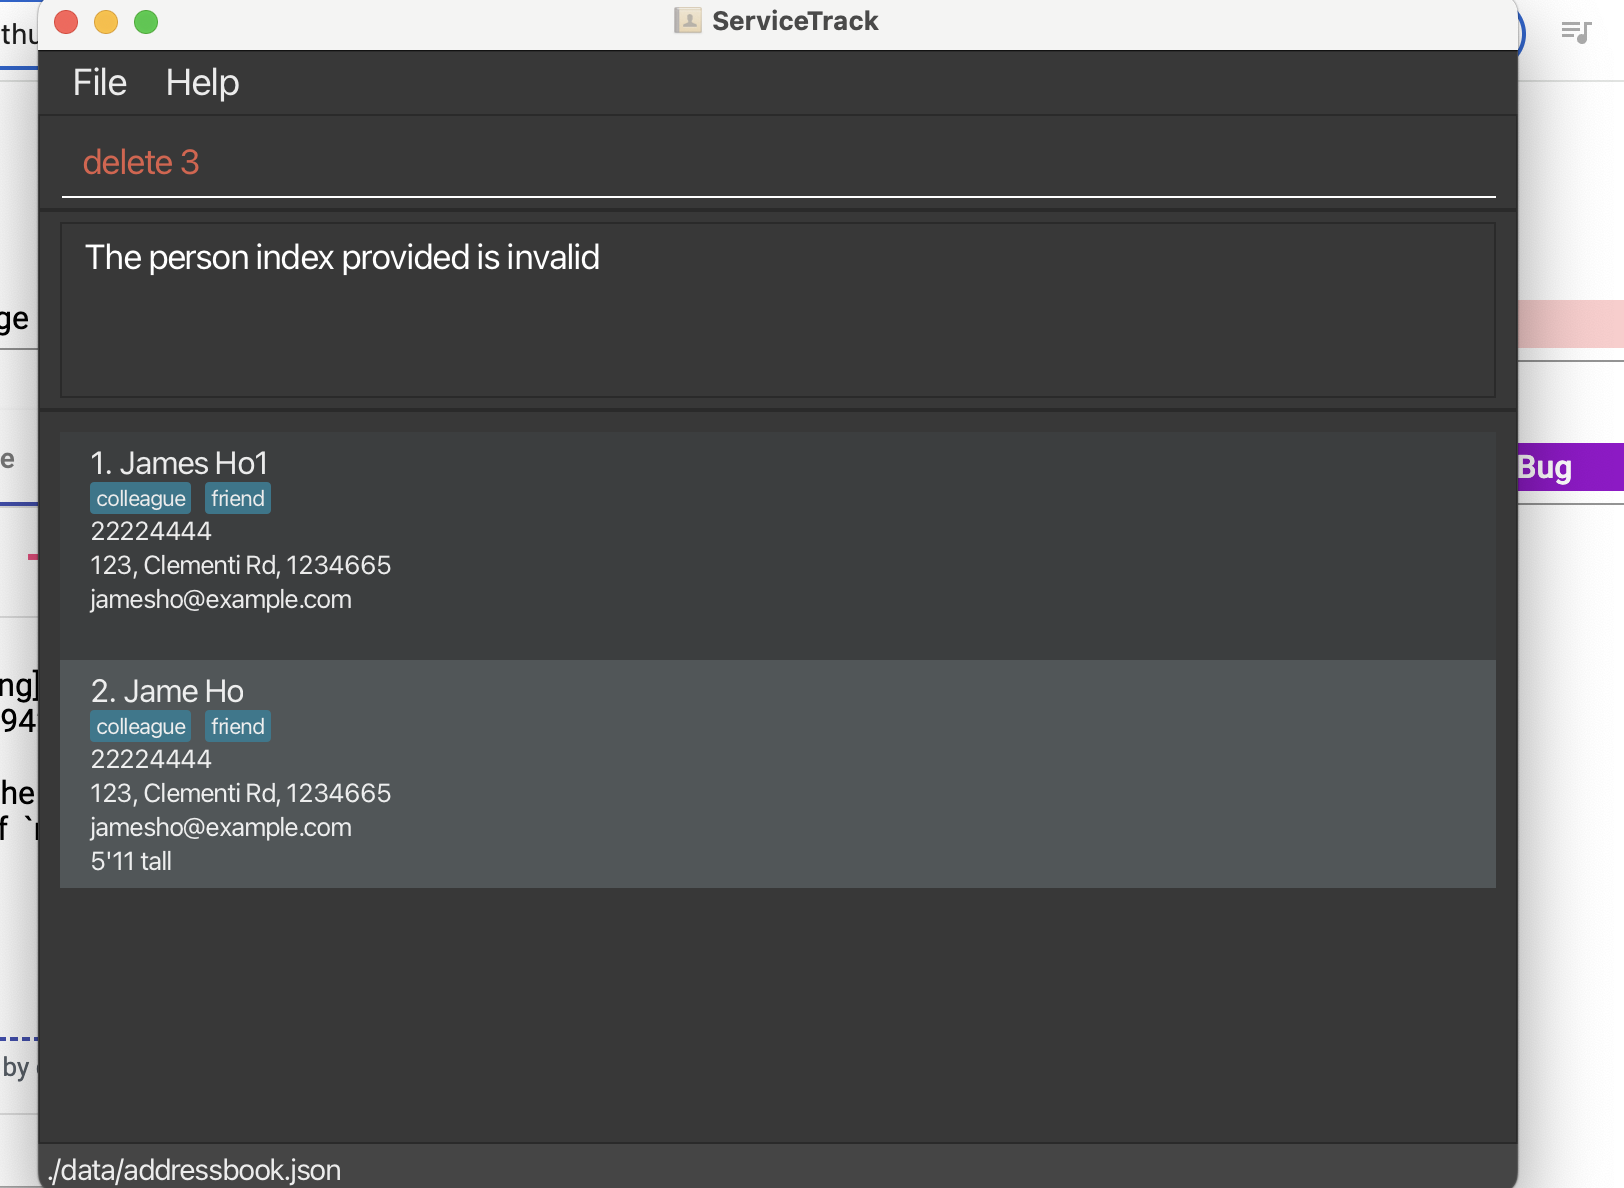 ServiceTrack
File Help
delete 3
The person index provided is invalid
1. James Ho1
colleague friend
22224444
123, Clementi Rd, 1234665
jamesho@example.com
2. Jame Ho
colleague friend
22224444
123, Clementi Rd, 1234665
jamesho@example.com
5'11 tall
./data/addressbook.json
Bug
by